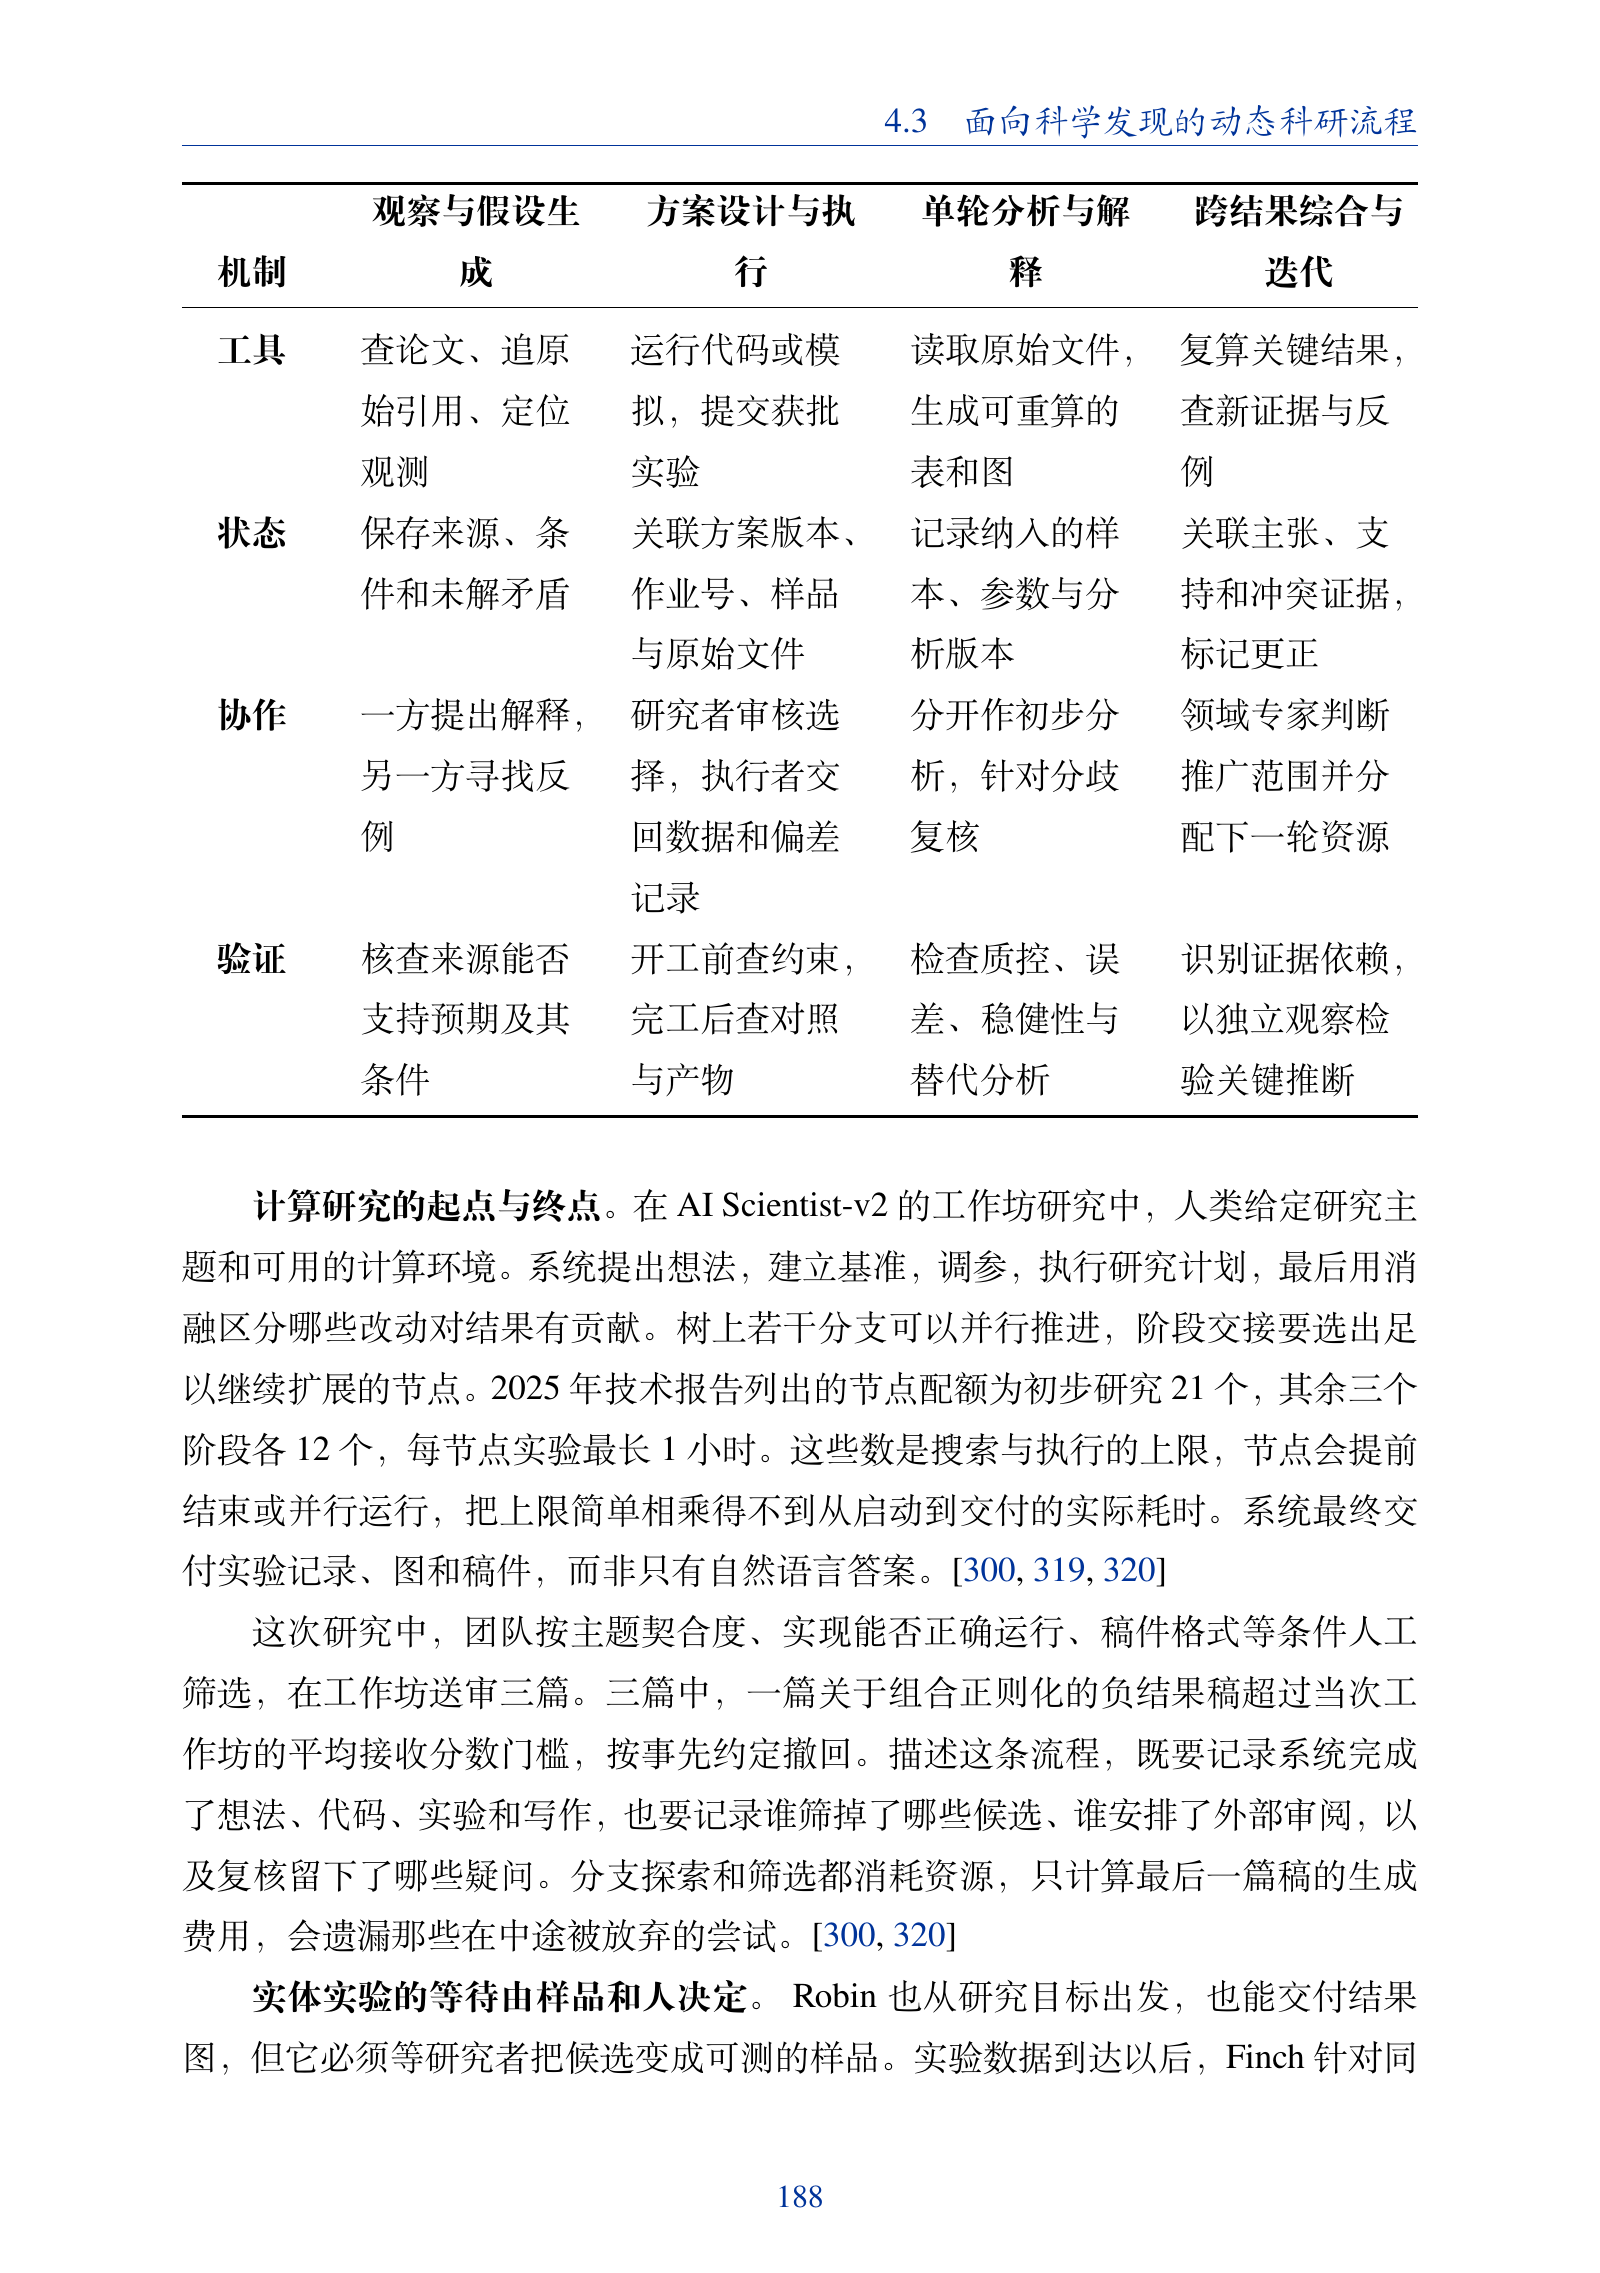 4.3 面向科学发现的动态科研流程
机制 观察与假设生成 方案设计与执行 单轮分析与解释 跨结果综合与迭代
工具 查论文、追原始引用、定位观测 运行代码或模拟，提交获批实验 读取原始文件，生成可重算的表和图 复算关键结果，查新证据与反例
状态 保存来源、条件和未解矛盾 关联方案版本、作业号、样品与原始文件 记录纳入的样本、参数与分析版本 关联主张、支持和冲突证据，标记更正
协作 一方提出解释，另一方寻找反例 研究者审核选择，执行者交回数据和偏差记录 分开作初步分析，针对分歧复核 领域专家判断推广范围并分配下一轮资源
验证 核查来源能否支持预期及其条件 开工前查约束，完工后查对照与产物 检查质控、误差、稳健性与替代分析 识别证据依赖，以独立观察检验关键推断
计算研究的起点与终点。在 AI Scientist-v2 的工作坊研究中，人类给定研究主
题和可用的计算环境。系统提出想法，建立基准，调参，执行研究计划，最后用消
融区分哪些改动对结果有贡献。树上若干分支可以并行推进，阶段交接要选出足
以继续扩展的节点。2025 年技术报告列出的节点配额为初步研究 21 个，其余三个
阶段各 12 个，每节点实验最长 1 小时。这些数是搜索与执行的上限，节点会提前
结束或并行运行，把上限简单相乘得不到从启动到交付的实际耗时。系统最终交
付实验记录、图和稿件，而非只有自然语言答案。[300, 319, 320]
这次研究中，团队按主题契合度、实现能否正确运行、稿件格式等条件人工
筛选，在工作坊送审三篇。三篇中，一篇关于组合正则化的负结果稿超过当次工
作坊的平均接收分数门槛，按事先约定撤回。描述这条流程，既要记录系统完成
了想法、代码、实验和写作，也要记录谁筛掉了哪些候选、谁安排了外部审阅，以
及复核留下了哪些疑问。分支探索和筛选都消耗资源，只计算最后一篇稿的生成
费用，会遗漏那些在中途被放弃的尝试。[300, 320]
实体实验的等待由样品和人决定。 Robin 也从研究目标出发，也能交付结果
图，但它必须等研究者把候选变成可测的样品。实验数据到达以后，Finch 针对同
188